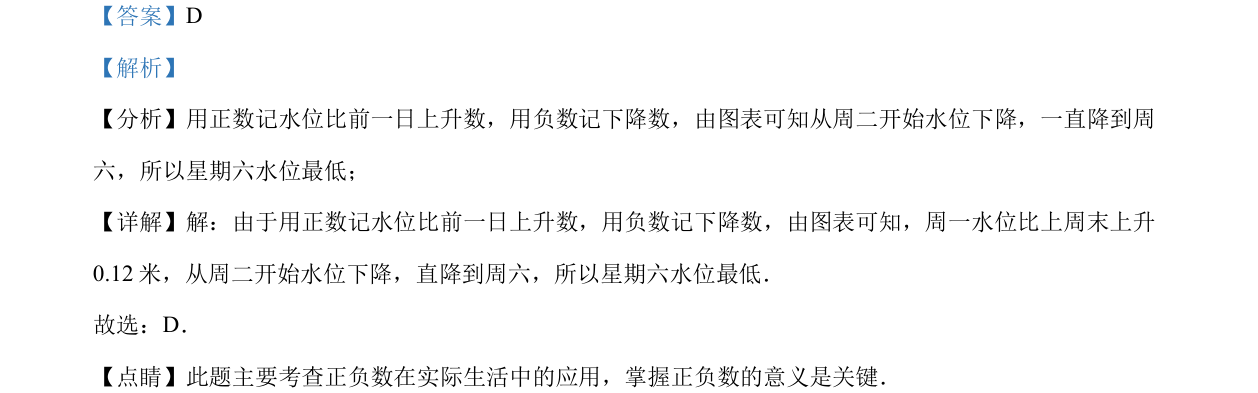 【答案】D
【解析】
【分析】用正数记水位比前一日上升数，用负数记下降数，由图表可知从周二开始水位下降，一直降到周
六，所以星期六水位最低；
【详解】解：由于用正数记水位比前一日上升数，用负数记下降数，由图表可知，周一水位比上周末上升
0.12 米，从周二开始水位下降，直降到周六，所以星期六水位最低．
故选：D．
【点睛】此题主要考查正负数在实际生活中的应用，掌握正负数的意义是关键．